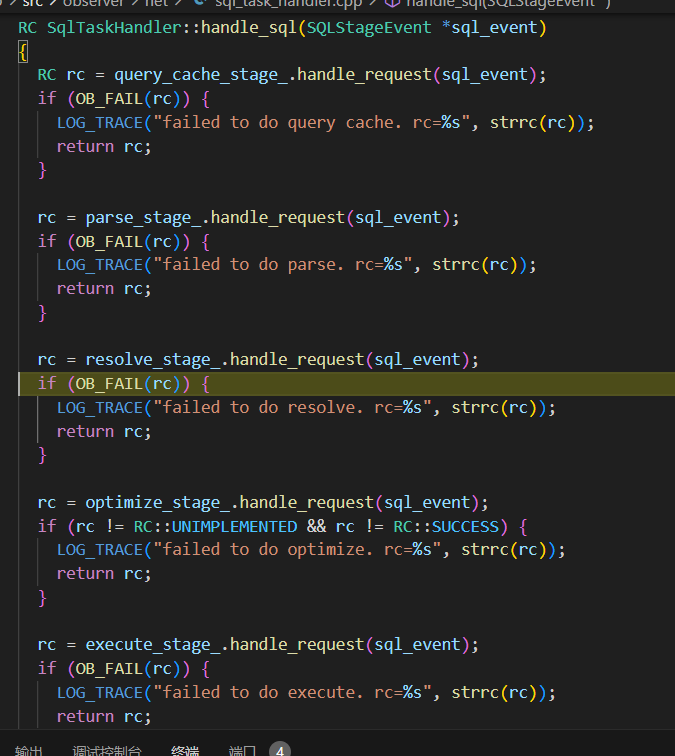 src > observer > net > sql_task_handler.cpp > handle_sql(SQLStageEvent *)
RC SqlTaskHandler::handle_sql(SQLStageEvent *sql_event)
{
  RC rc = query_cache_stage_.handle_request(sql_event);
  if (OB_FAIL(rc)) {
    LOG_TRACE("failed to do query cache. rc=%s", strrc(rc));
    return rc;
  }

  rc = parse_stage_.handle_request(sql_event);
  if (OB_FAIL(rc)) {
    LOG_TRACE("failed to do parse. rc=%s", strrc(rc));
    return rc;
  }

  rc = resolve_stage_.handle_request(sql_event);
  if (OB_FAIL(rc)) {
    LOG_TRACE("failed to do resolve. rc=%s", strrc(rc));
    return rc;
  }

  rc = optimize_stage_.handle_request(sql_event);
  if (rc != RC::UNIMPLEMENTED && rc != RC::SUCCESS) {
    LOG_TRACE("failed to do optimize. rc=%s", strrc(rc));
    return rc;
  }

  rc = execute_stage_.handle_request(sql_event);
  if (OB_FAIL(rc)) {
    LOG_TRACE("failed to do execute. rc=%s", strrc(rc));
    return rc;
输出 调试控制台 终端 端口 4